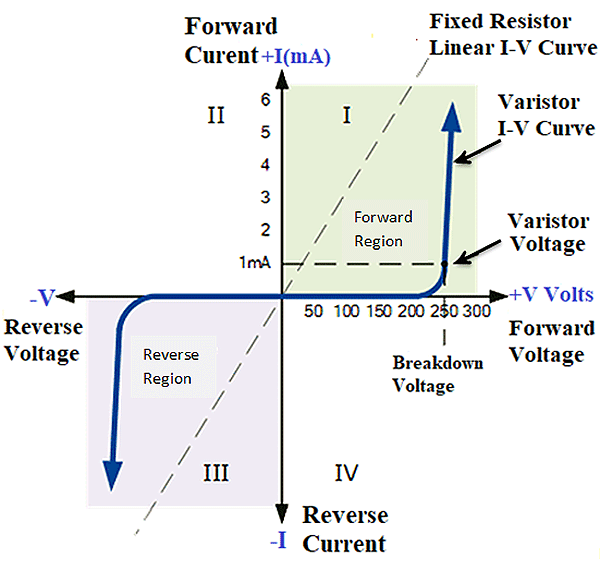 Forward
Curent +I(mA)
Fixed Resistor
Linear I-V Curve
Varistor
I-V Curve
II
I
6
5
4
3
2
1mA
Forward
Region
Varistor
Voltage
-V
Reverse
Voltage
50 100 150 200 250 300
+V Volts
Forward
Voltage
Breakdown
Voltage
Reverse
Region
III
IV
-I
Reverse
Current